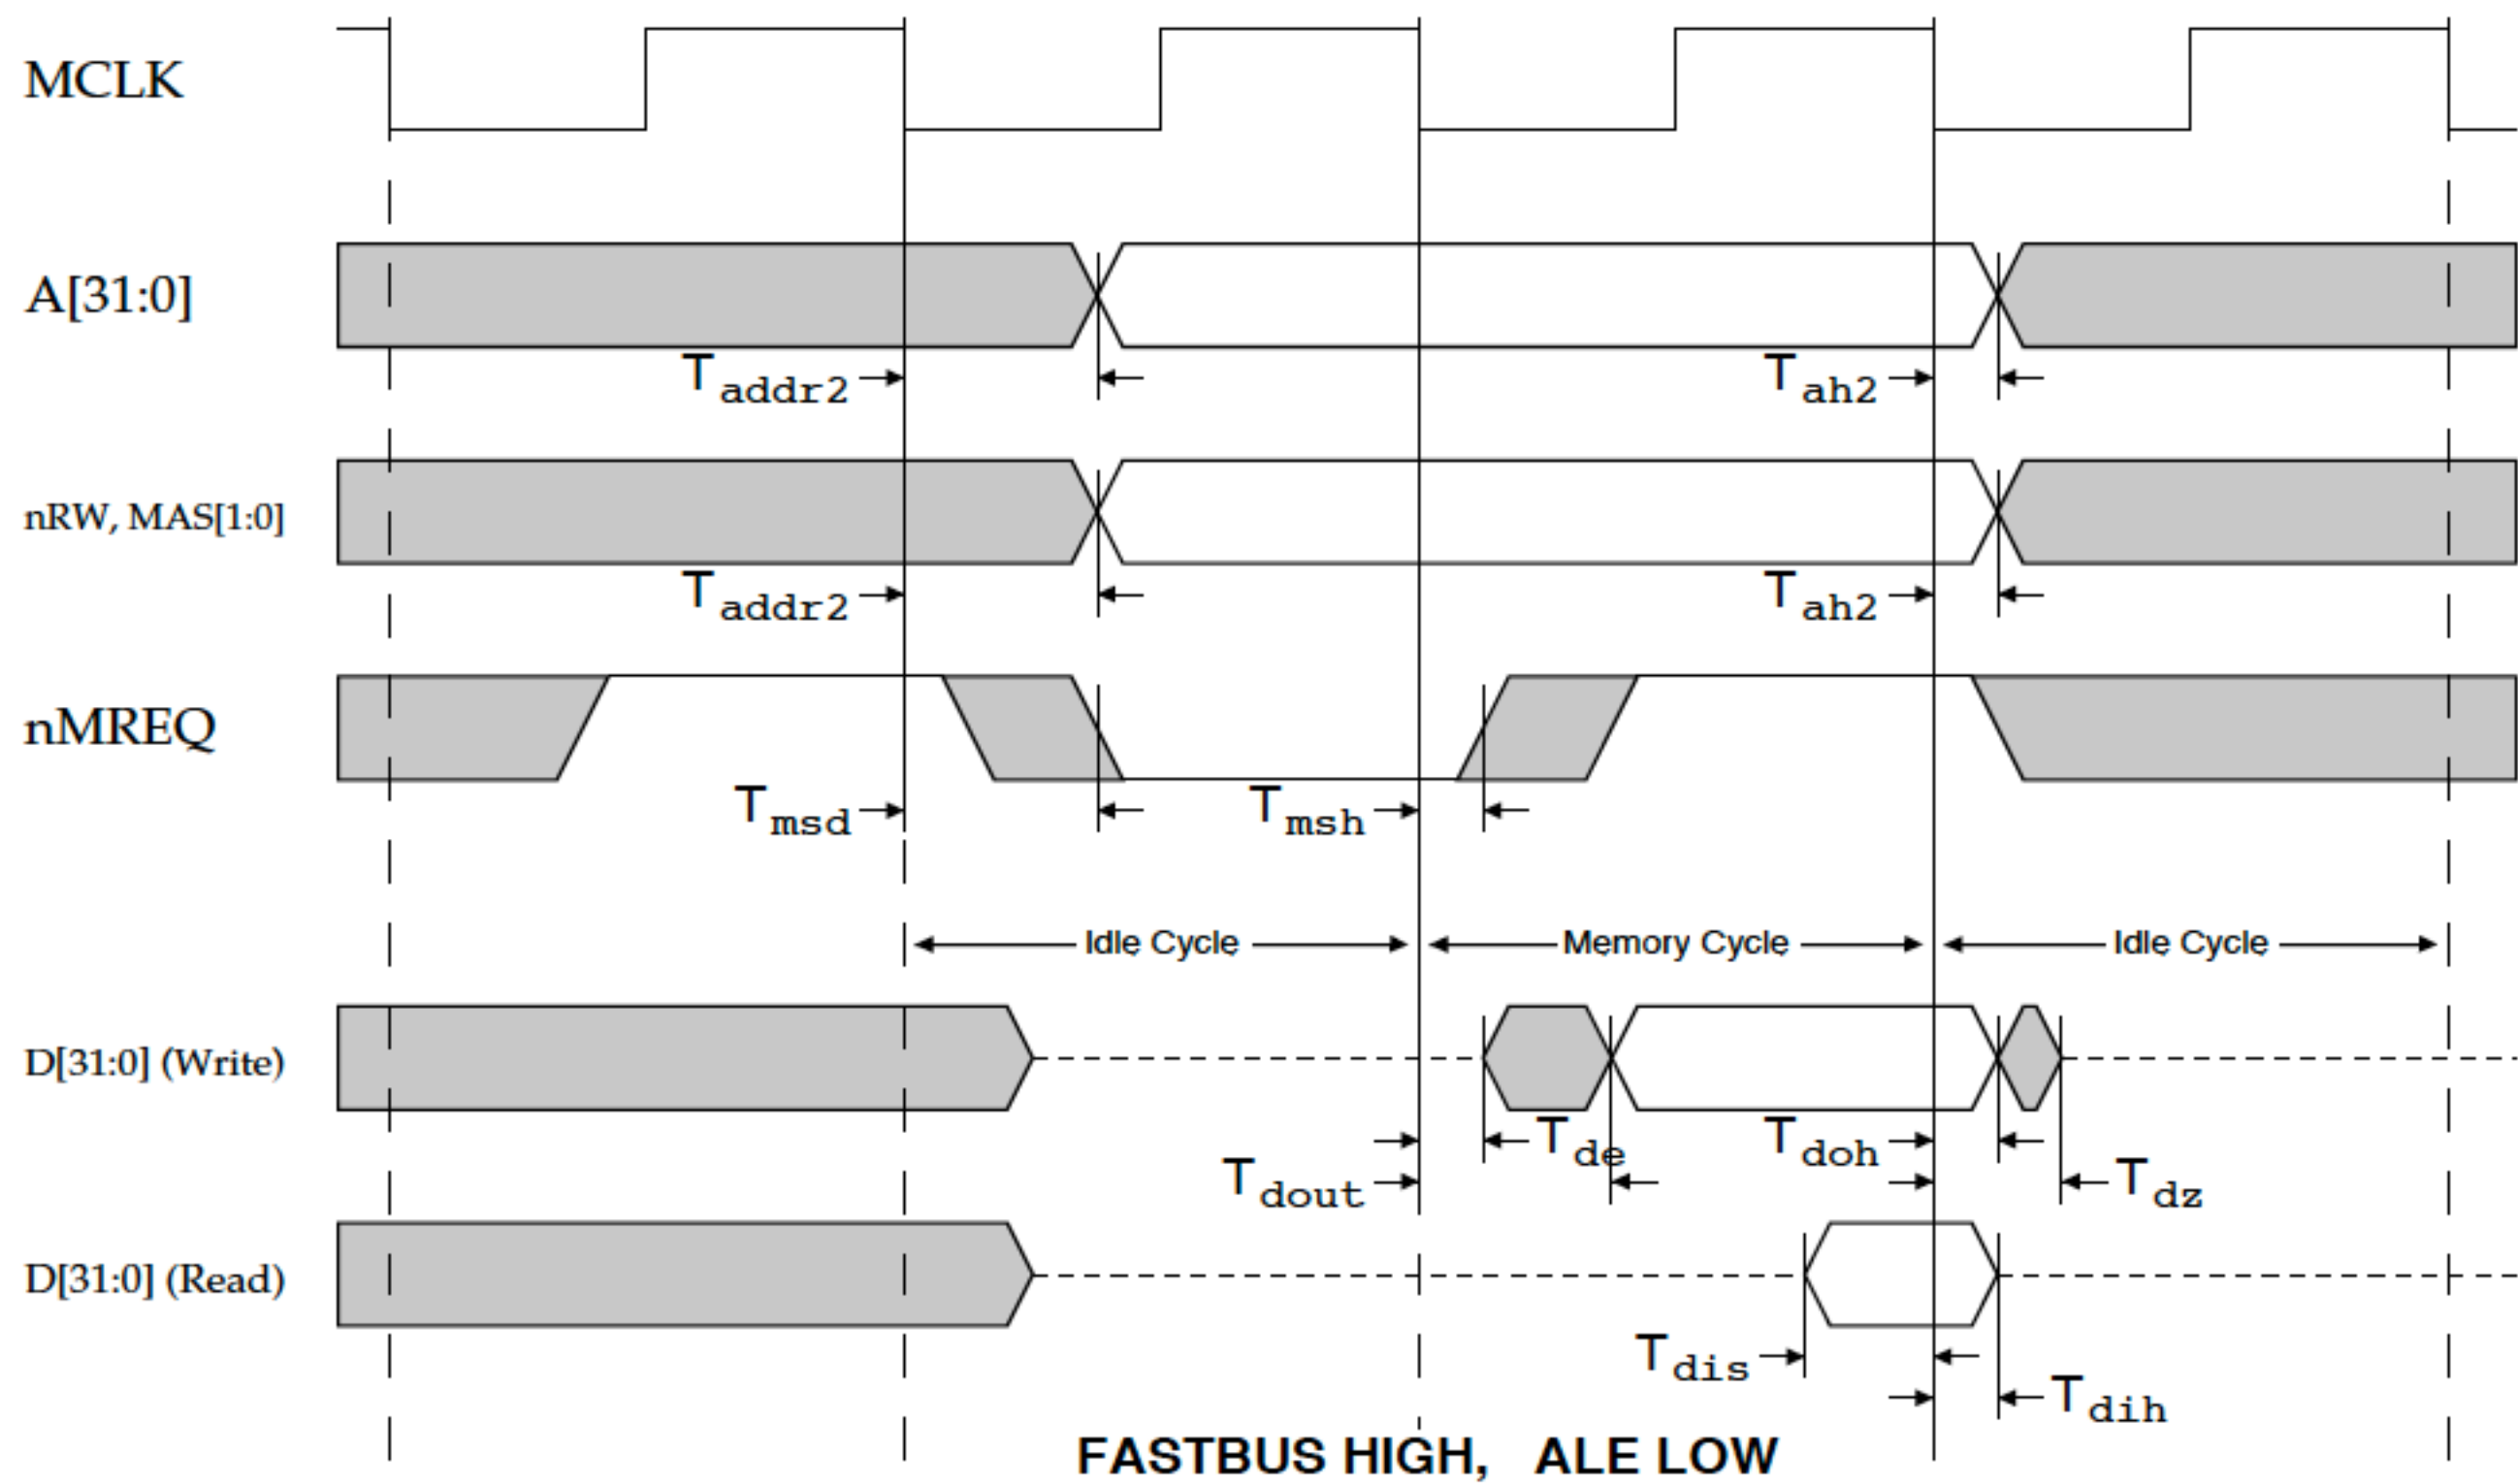 MCLK
A[31:0]
Taddr2 Tah2
nRW, MAS[1:0]
Taddr2 Tah2
nMREQ
Tmsd Tmsh
Idle Cycle Memory Cycle Idle Cycle
D[31:0] (Write)
Tde Tdoh
Tdout Tdz
D[31:0] (Read)
Tdis
Tdih
FASTBUS HIGH, ALE LOW